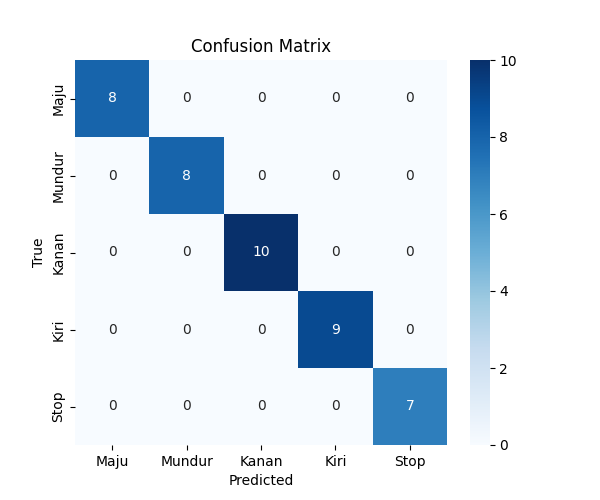 Confusion Matrix
Maju 8 0 0 0 0
Mundur 0 8 0 0 0
Kanan 0 0 10 0 0
Kiri 0 0 0 9 0
Stop 0 0 0 0 7
True
Maju Mundur Kanan Kiri Stop
Predicted
10
8
6
4
2
0